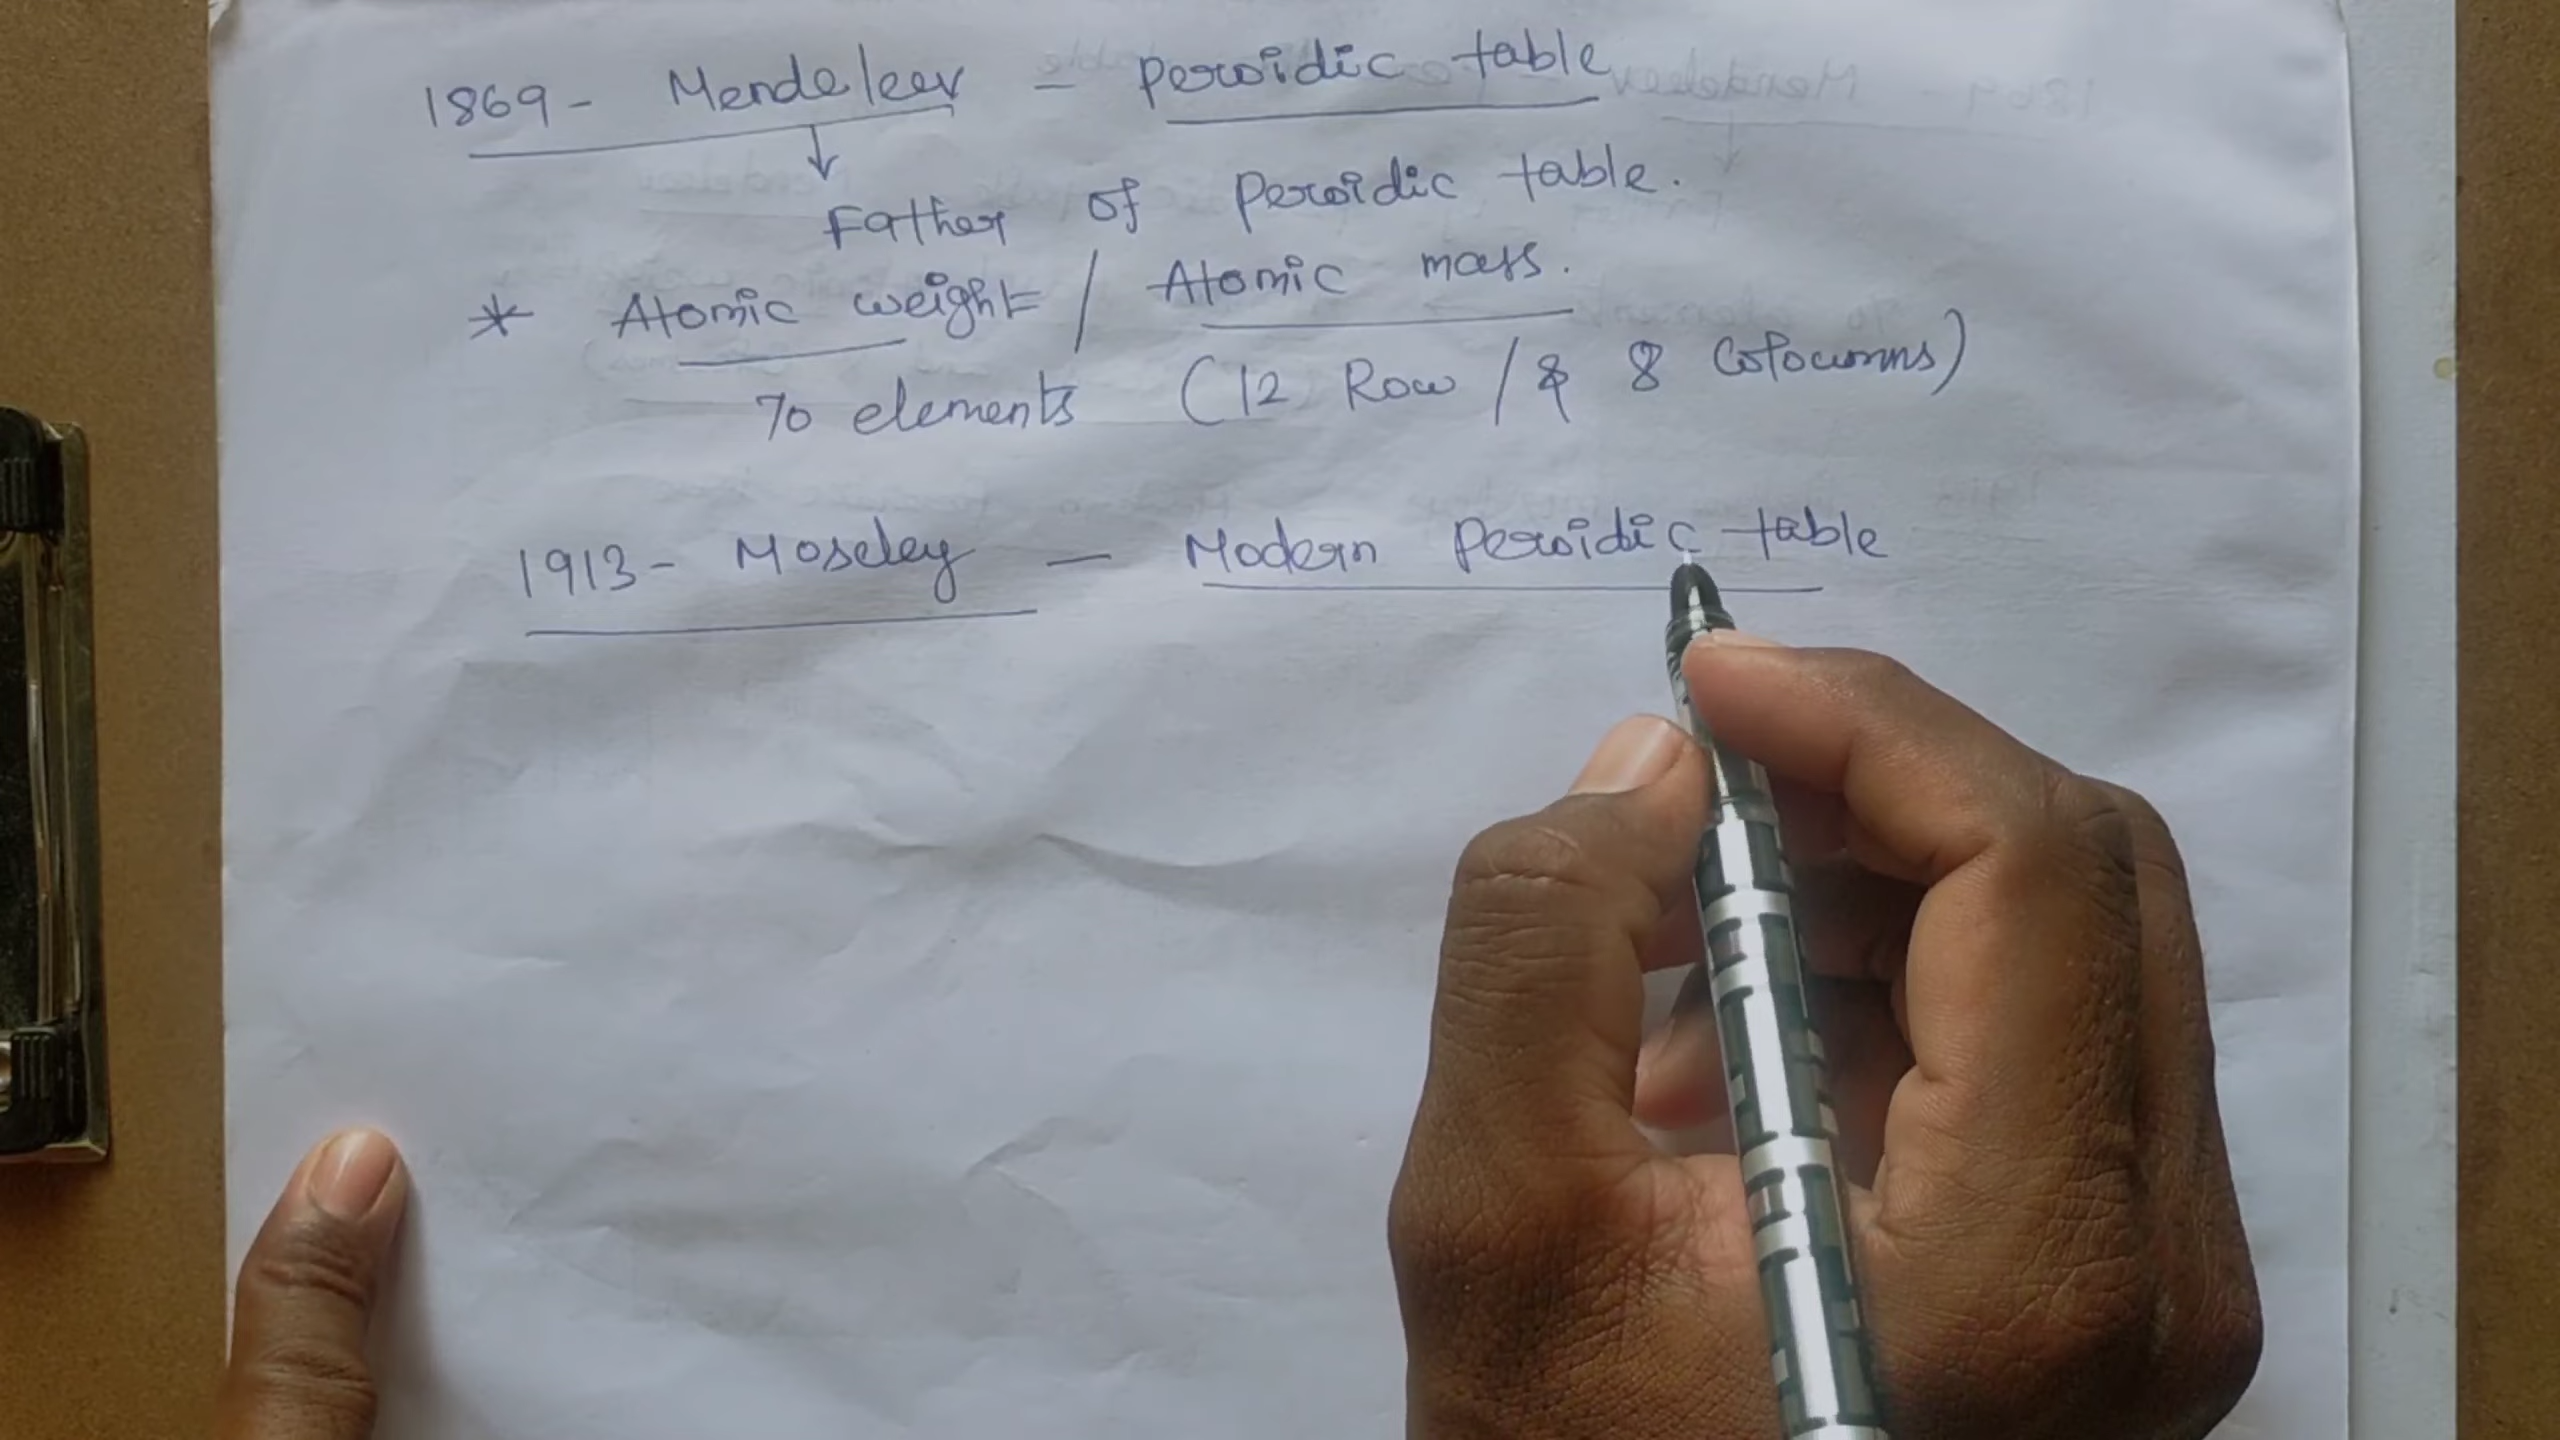 1869 - Mendeleev - Peroidic table
Father of Peroidic table.
* Atomic weight / Atomic mass.
70 elements (12 Row / & 8 Colocumns)
1913 - Moseley - Modern Peroidic table